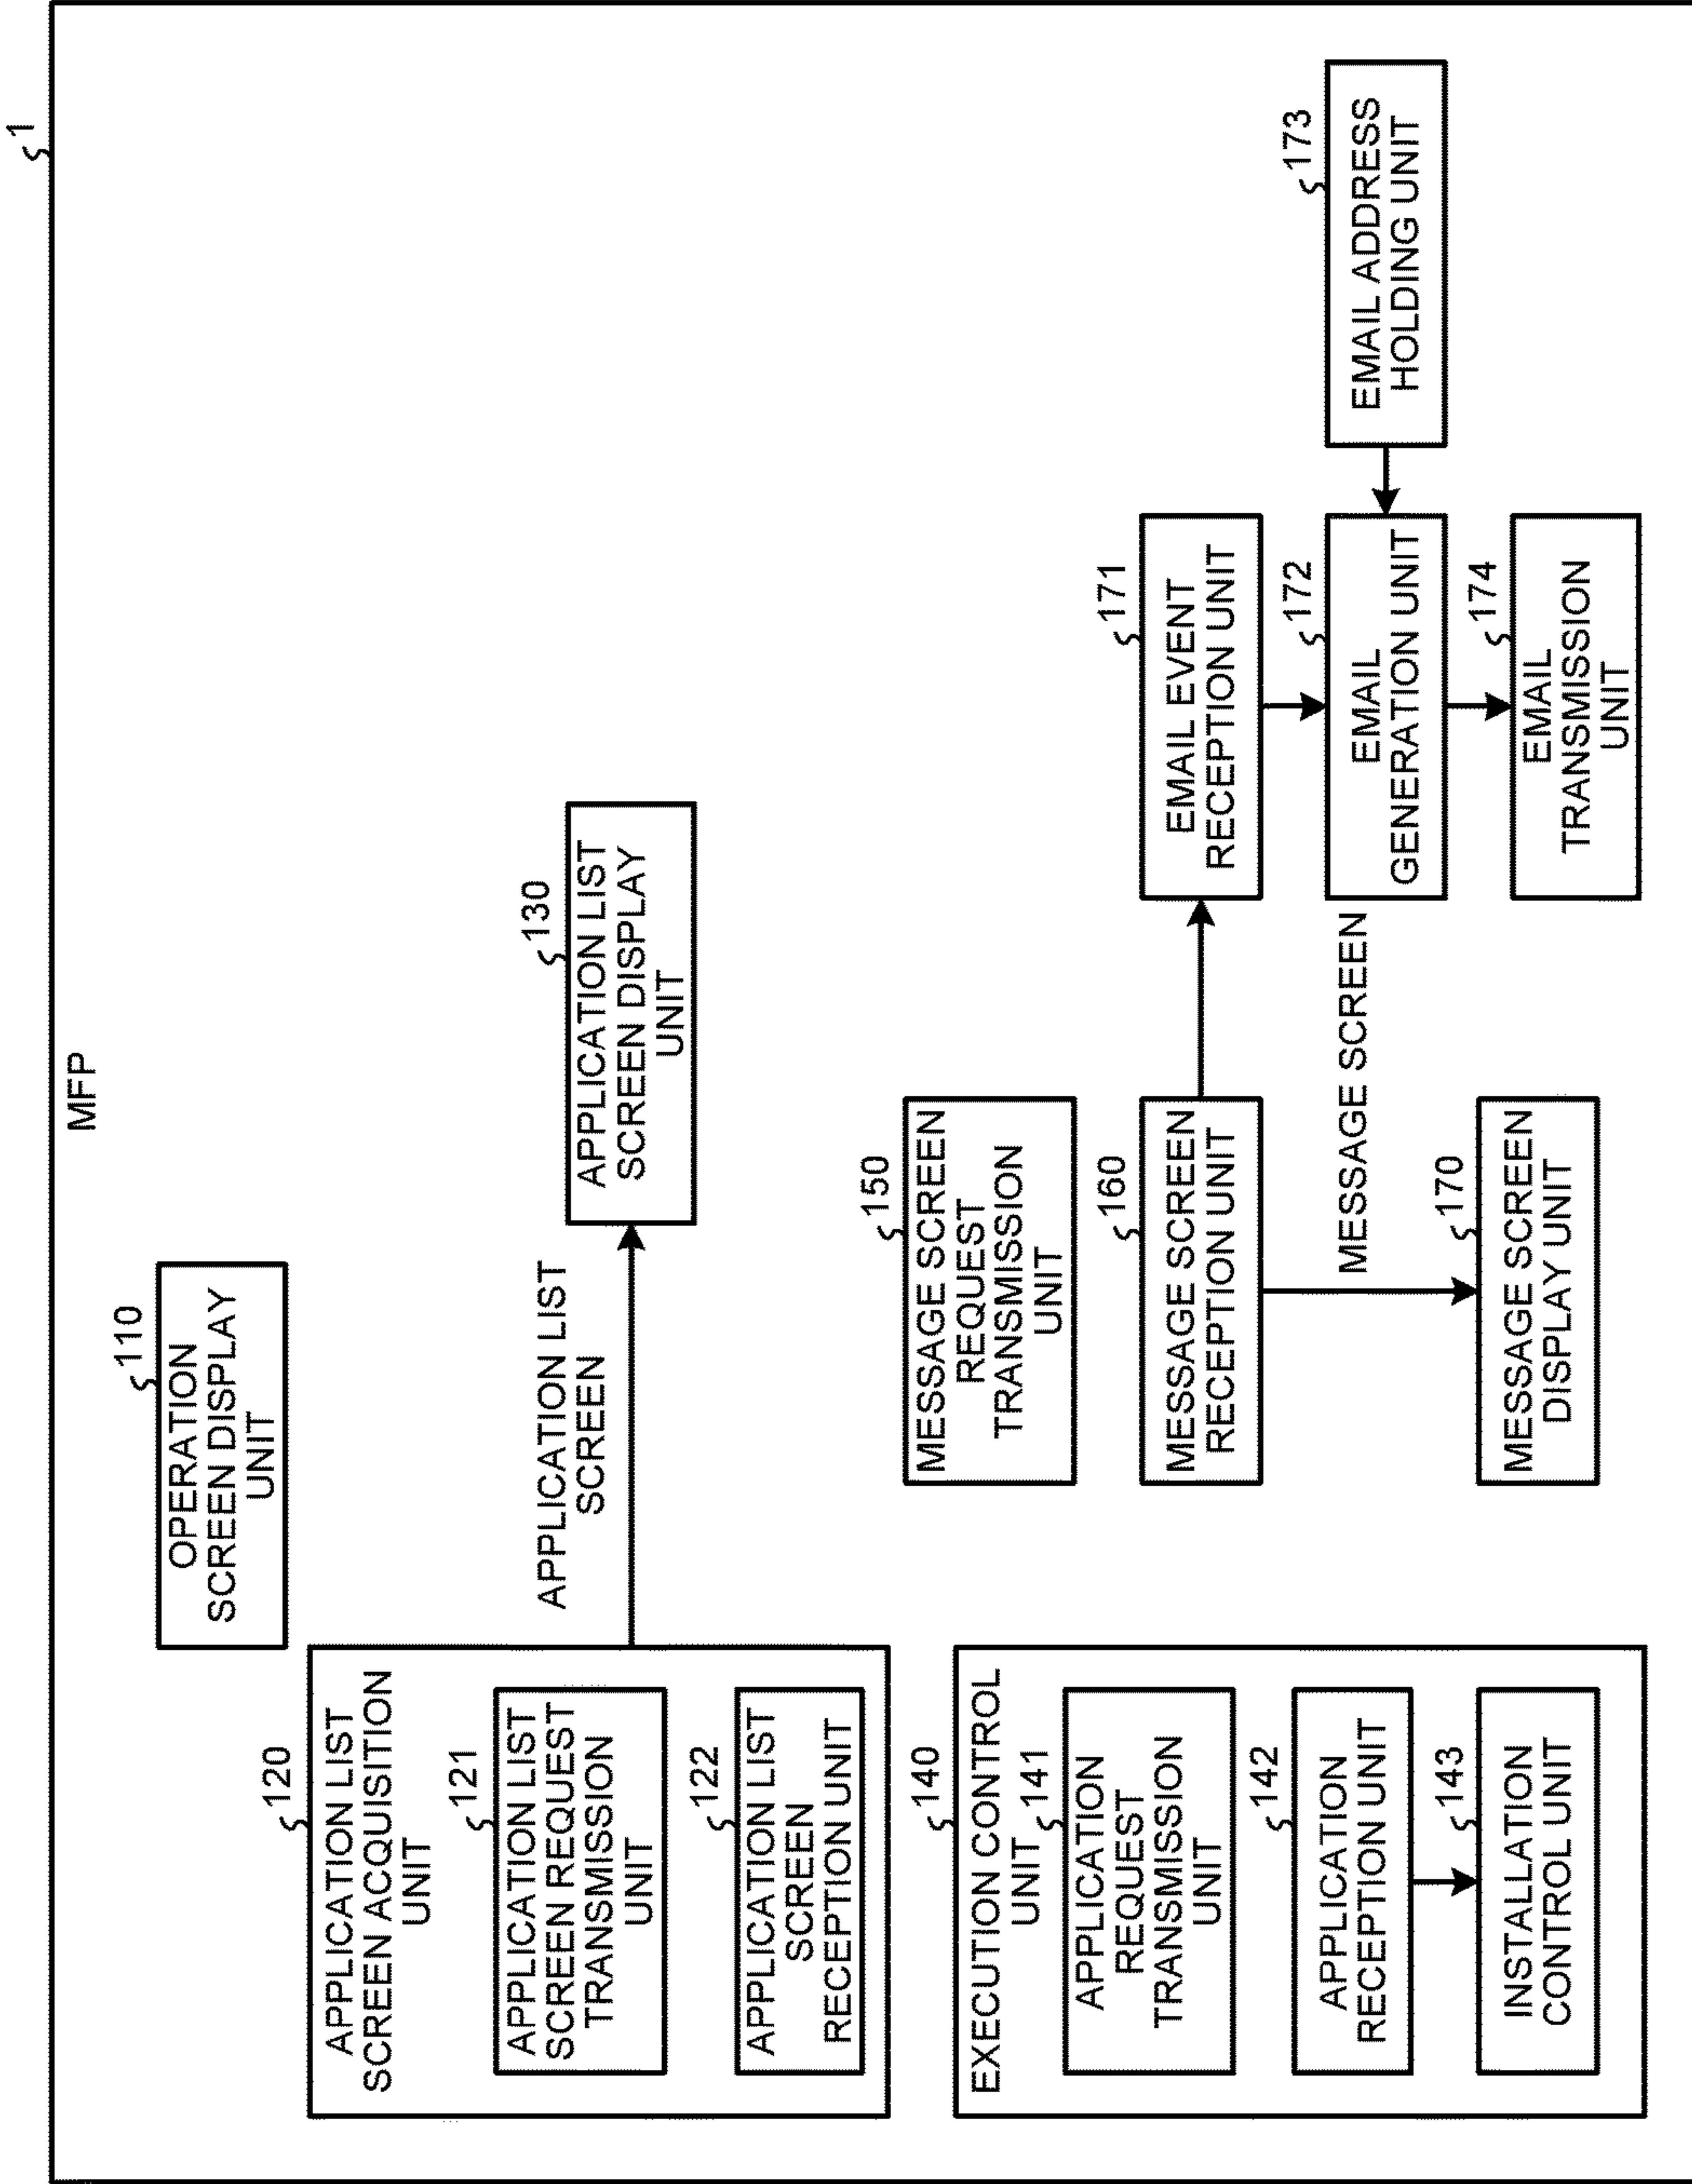 1
MFP
110
OPERATION
SCREEN DISPLAY
UNIT
120
APPLICATION LIST
SCREEN ACQUISITION
UNIT
121
APPLICATION LIST
SCREEN REQUEST
TRANSMISSION
UNIT
122
APPLICATION LIST
SCREEN
RECEPTION UNIT
APPLICATION LIST
SCREEN
130
APPLICATION LIST
SCREEN DISPLAY
UNIT
140
EXECUTION CONTROL
UNIT
141
APPLICATION
REQUEST
TRANSMISSION
UNIT
142
APPLICATION
RECEPTION UNIT
143
INSTALLATION
CONTROL UNIT
150
MESSAGE SCREEN
REQUEST
TRANSMISSION
UNIT
160
MESSAGE SCREEN
RECEPTION UNIT
MESSAGE SCREEN
170
MESSAGE SCREEN
DISPLAY UNIT
171
EMAIL EVENT
RECEPTION UNIT
172
EMAIL
GENERATION UNIT
173
EMAIL ADDRESS
HOLDING UNIT
174
EMAIL
TRANSMISSION
UNIT